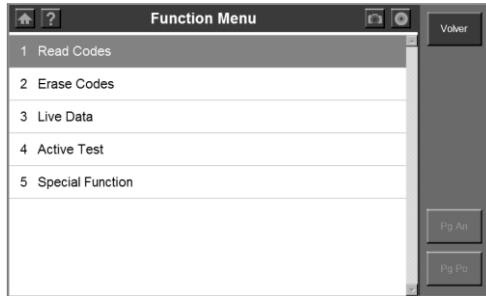 Function Menu
Volver
1 Read Codes
2 Erase Codes
3 Live Data
4 Active Test
5 Special Function
Pg An
Pg Po